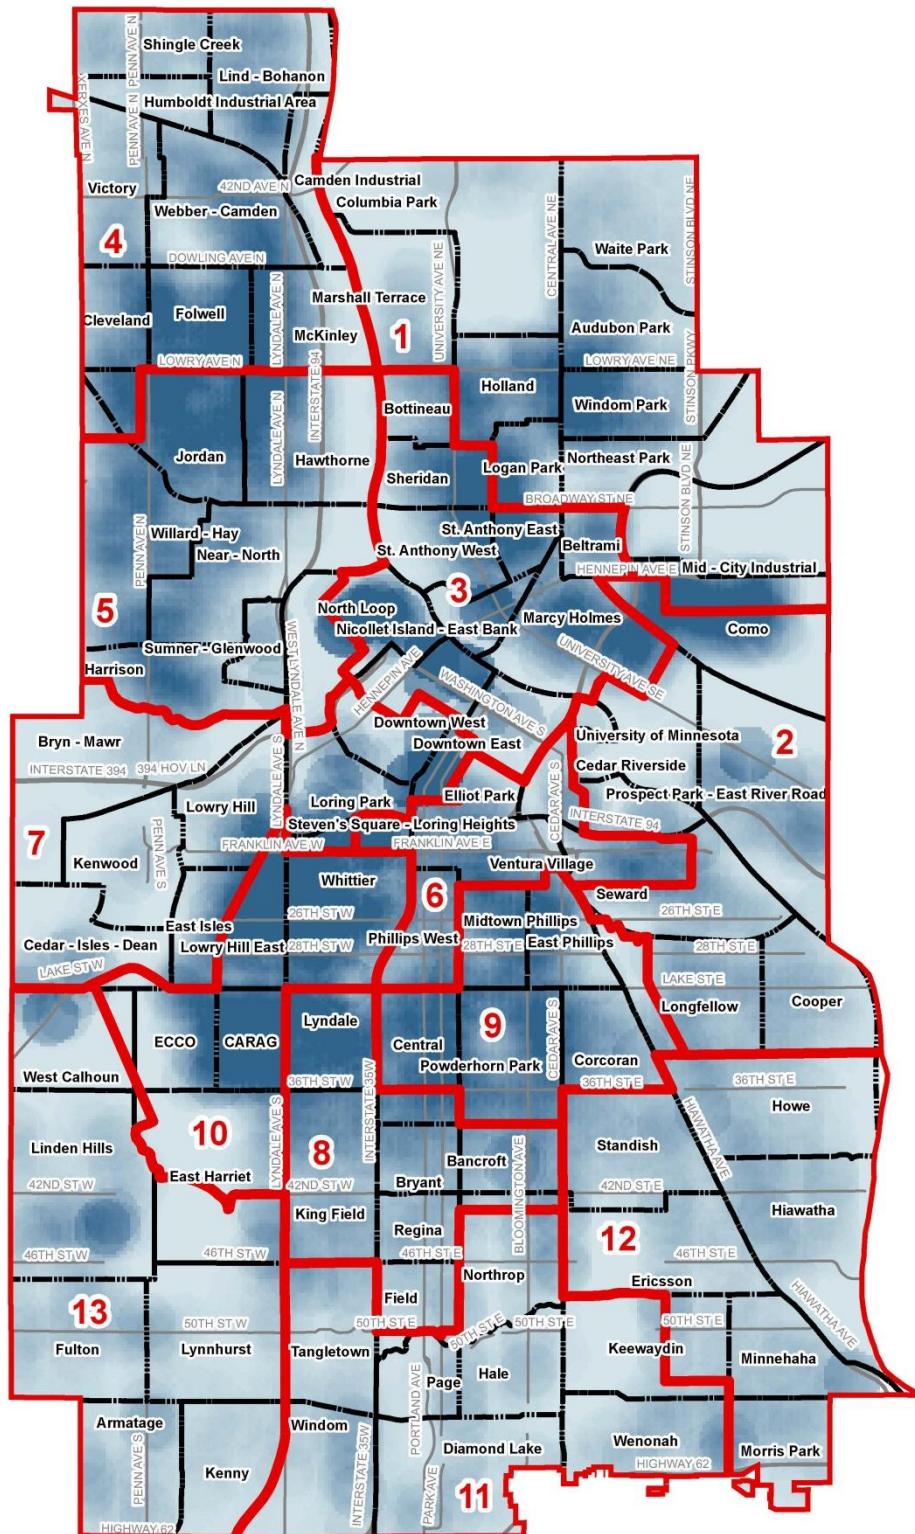 Shingle Creek
PENN AVE N
Lind - Bohanon
XERXES AVE N
Humboldt Industrial Area
PENN AVE N
Victory
42ND AVE N
Camden Industrial
Columbia Park
Webber - Camden
STINSON BLVD NE
4
DOWLING AVE N
UNIVERSITY AVE NE
CENTRAL AVE NE
Waite Park
Marshall Terrace
Cleveland
Folwell
LYNDALE AVE N
McKinley
1
Audubon Park
LOWRY AVE N
INTERSTATE 94
LOWRY AVE NE
STINSON PKWY
Holland
Bottineau
Windom Park
Jordan
LYNDALE AVE N
Hawthorne
Sheridan
Logan Park
Northeast Park
STINSON BLVD NE
BROADWAY ST NE
PENN AVE N
Willard - Hay
Near - North
St. Anthony East
St. Anthony West
Beltrami
HENNEPIN AVE E
Mid - City Industrial
5
North Loop
3
Marcy Holmes
Nicollet Island - East Bank
Como
Sumner - Glenwood
WEST LYNDALE AVE N
UNIVERSITY AVE SE
Harrison
HENNEPIN AVE
WASHINGTON AVE S
Downtown West
Bryn - Mawr
Downtown East
University of Minnesota
2
INTERSTATE 394
394 HOV LN
LYNDALE AVE S
CEDAR AVE S
Cedar Riverside
Lowry Hill
Loring Park
Elliot Park
Prospect Park - East River Road
Steven's Square - Loring Heights
INTERSTATE 94
7
PENN AVE S
FRANKLIN AVE W
FRANKLIN AVE E
Kenwood
Ventura Village
Whittier
6
Seward
East Isles
26TH ST W
Midtown Phillips
26TH ST E
Cedar - Isles - Dean
Lowry Hill East
28TH ST W
Phillips West
28TH ST E
East Phillips
28TH ST E
LAKE ST W
LAKE ST E
Longfellow
Cooper
Lyndale
9
ECCO
CARAG
Central
CEDAR AVE S
Powderhorn Park
Corcoran
West Calhoun
36TH ST W
INTERSTATE 35W
36TH ST E
36TH ST E
Howe
10
LYNDALE AVE S
HIAWATHA AVE
Linden Hills
8
Bancroft
BLOOMINGTON AVE
Standish
East Harriet
42ND ST W
42ND ST W
Bryant
42ND ST E
Hiawatha
King Field
Regina
12
46TH ST W
46TH ST W
46TH ST E
46TH ST E
Northrop
Ericsson
HIAWATHA AVE
13
Field
50TH ST W
50TH ST E
50TH ST E
50TH ST E
50TH ST E
Fulton
Lynnhurst
Tangletown
Keewaydin
Minnehaha
Page
Hale
PORTLAND AVE
Armatage
PENN AVE S
Windom
INTERSTATE 35W
Diamond Lake
Wenonah
Morris Park
Kenny
PARK AVE
HIGHWAY 62
11
HIGHWAY 62